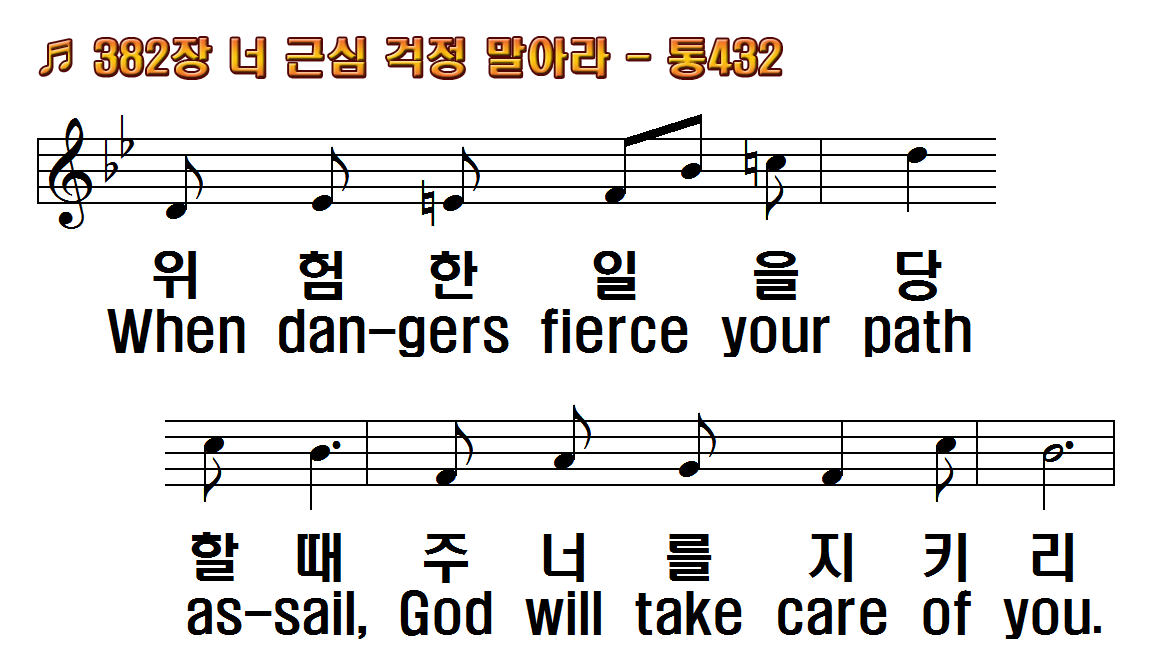 ♬ 382장 너 근심 걱정 말아라 - 통432
위 험 한 일 을 당
When dan-gers fierce your path
할 때 주 너 를 지 키 리
as-sail, God will take care of you.